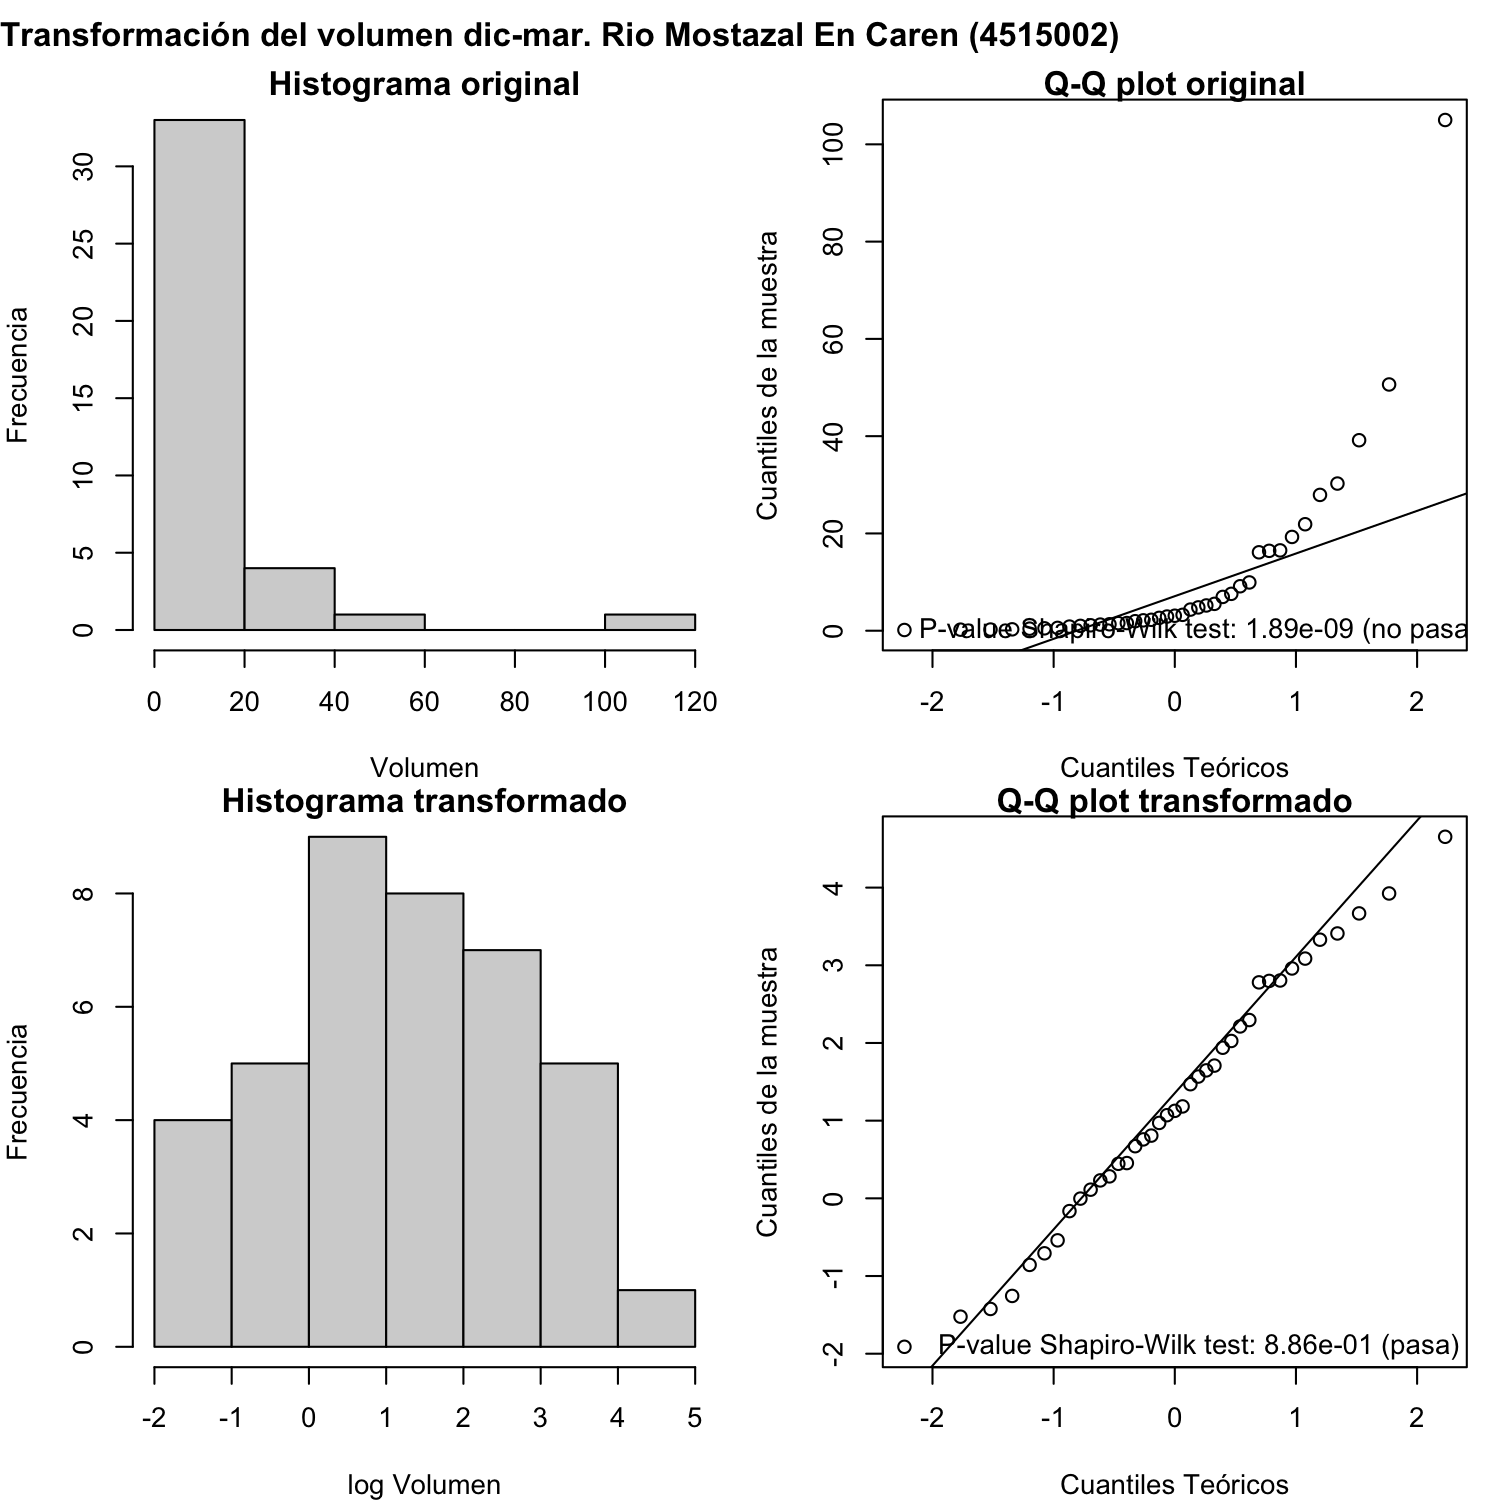 Transformación del volumen dic-mar. Rio Mostazal En Caren (4515002)
Histograma original
Frecuencia
0 5 10 15 20 25 30
0 20 40 60 80 100 120
Volumen
Q-Q plot original
Cuantiles de la muestra
0 20 40 60 80 100
P-value Shapiro-Wilk test: 1.89e-09 (no pasa
-2 -1 0 1 2
Cuantiles Teóricos
Histograma transformado
Frecuencia
0 2 4 6 8
-2 -1 0 1 2 3 4 5
log Volumen
Q-Q plot transformado
Cuantiles de la muestra
-2 -1 0 1 2 3 4
P-value Shapiro-Wilk test: 8.86e-01 (pasa)
-2 -1 0 1 2
Cuantiles Teóricos